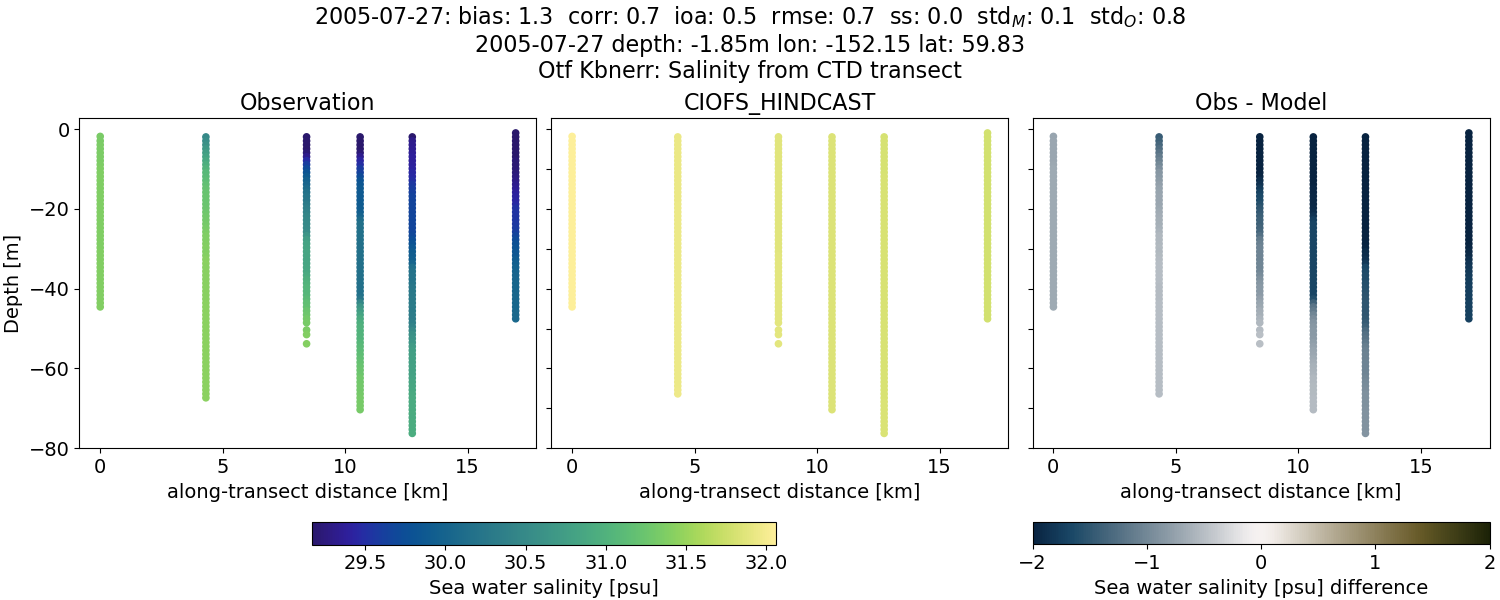 2005-07-27: bias: 1.3 corr: 0.7 ioa: 0.5 rmse: 0.7 ss: 0.0 std_M: 0.1 std_O: 0.8
2005-07-27 depth: -1.85m lon: -152.15 lat: 59.83
Otf Kbnerr: Salinity from CTD transect
Observation CIOFS_HINDCAST Obs - Model
0
−20
−40
−60
−80
Depth [m]
0 5 10 15 0 5 10 15 0 5 10 15
along-transect distance [km] along-transect distance [km] along-transect distance [km]
29.5 30.0 30.5 31.0 31.5 32.0 −2 −1 0 1 2
Sea water salinity [psu] Sea water salinity [psu] difference